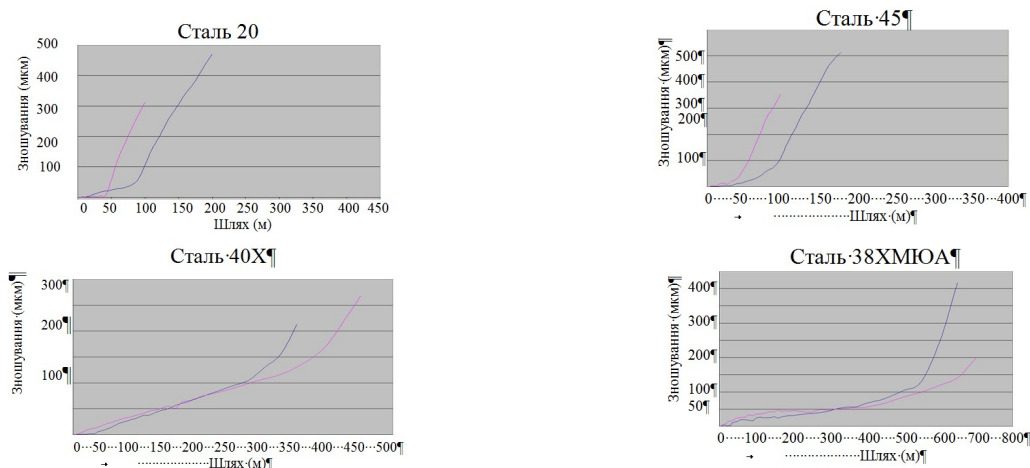 Сталь 20
Зношування (мкм)
500
400
300
200
100
0 50 100 150 200 250 300 350 400 450
Шлях (м)
Сталь·45¶
Зношування·(мкм)¶
500¶
400¶
300¶
200¶
100¶
0····50····100···150···200···250···300···350···400¶
→ ···············Шлях·(м)¶
Сталь·40Х¶
Зношування·(мкм)¶
300¶
200¶
100¶
0···50···100···150···200···250···300···350···400···450···500¶
→ ···············Шлях·(м)¶
Сталь·38ХМЮА¶
Зношування·(мкм)¶
400¶
300¶
200¶
100¶
50¶
0····100····200····300····400····500····600····700····800¶
→ ···············Шлях·(м)¶